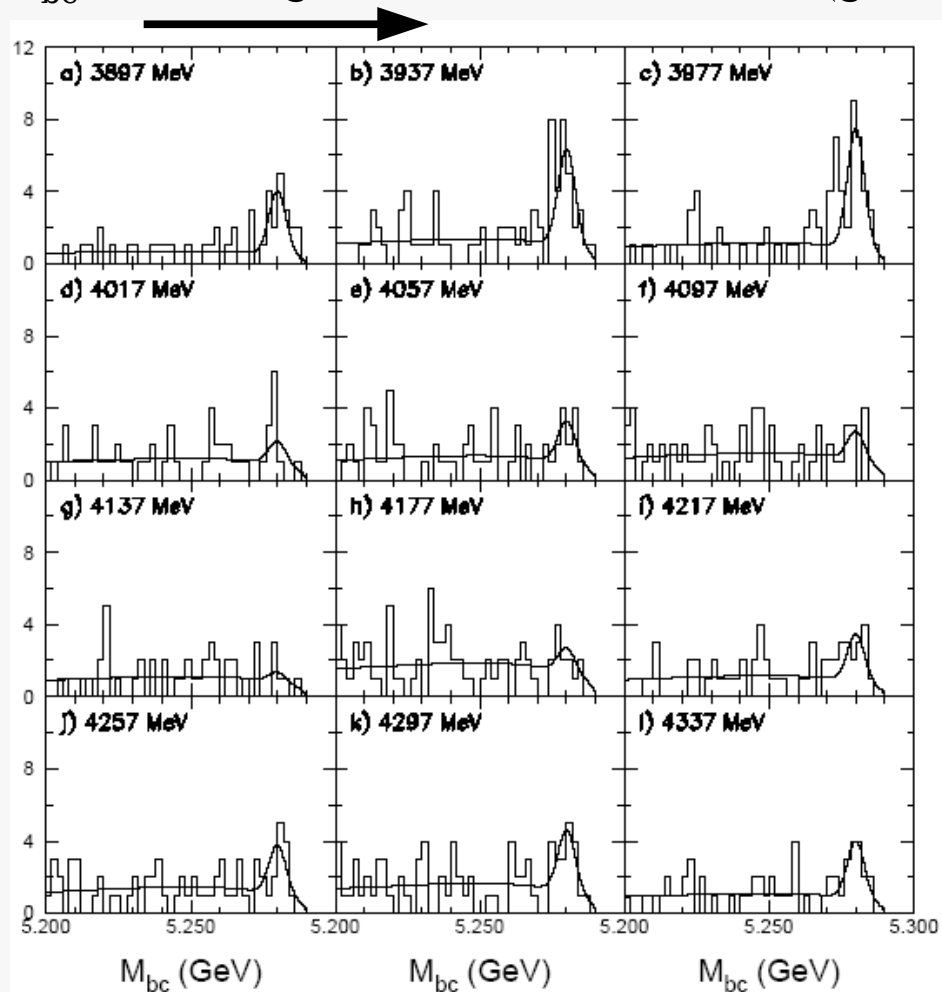 12
a) 3897 MeV b) 3937 MeV c) 3977 MeV
8
4
0
d) 4017 MeV e) 4057 MeV f) 4097 MeV
8
4
0
g) 4137 MeV h) 4177 MeV i) 4217 MeV
8
4
0
j) 4257 MeV k) 4297 MeV l) 4337 MeV
8
4
0
5.200 5.250 5.200 5.250 5.200 5.250 5.300
M_bc (GeV) M_bc (GeV) M_bc (GeV)